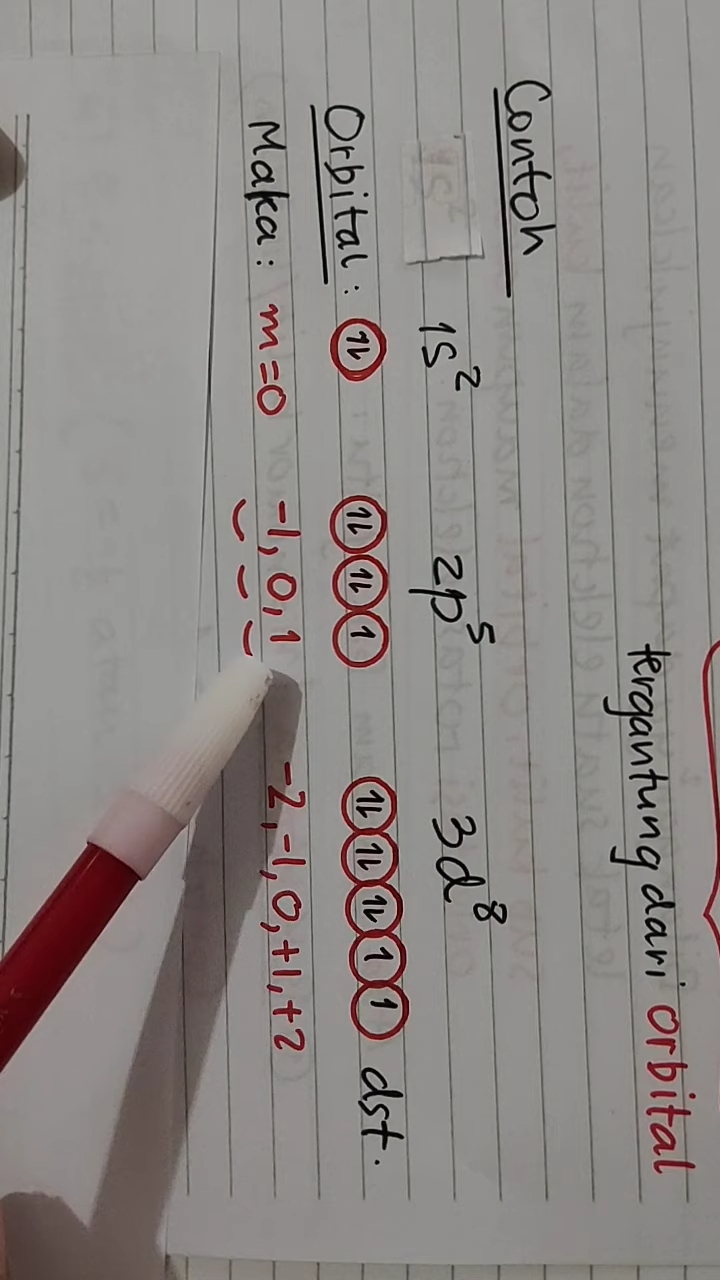 tergantung dari orbital
Contoh
1s² 2p⁵ 3d⁸
Orbital : ⥮ ⥮ ⥮ ↿ ⥮ ⥮ ⥮ ↿ ↿ dst.
Maka : m = 0 -1, 0, 1 -2, -1, 0, +1, +2